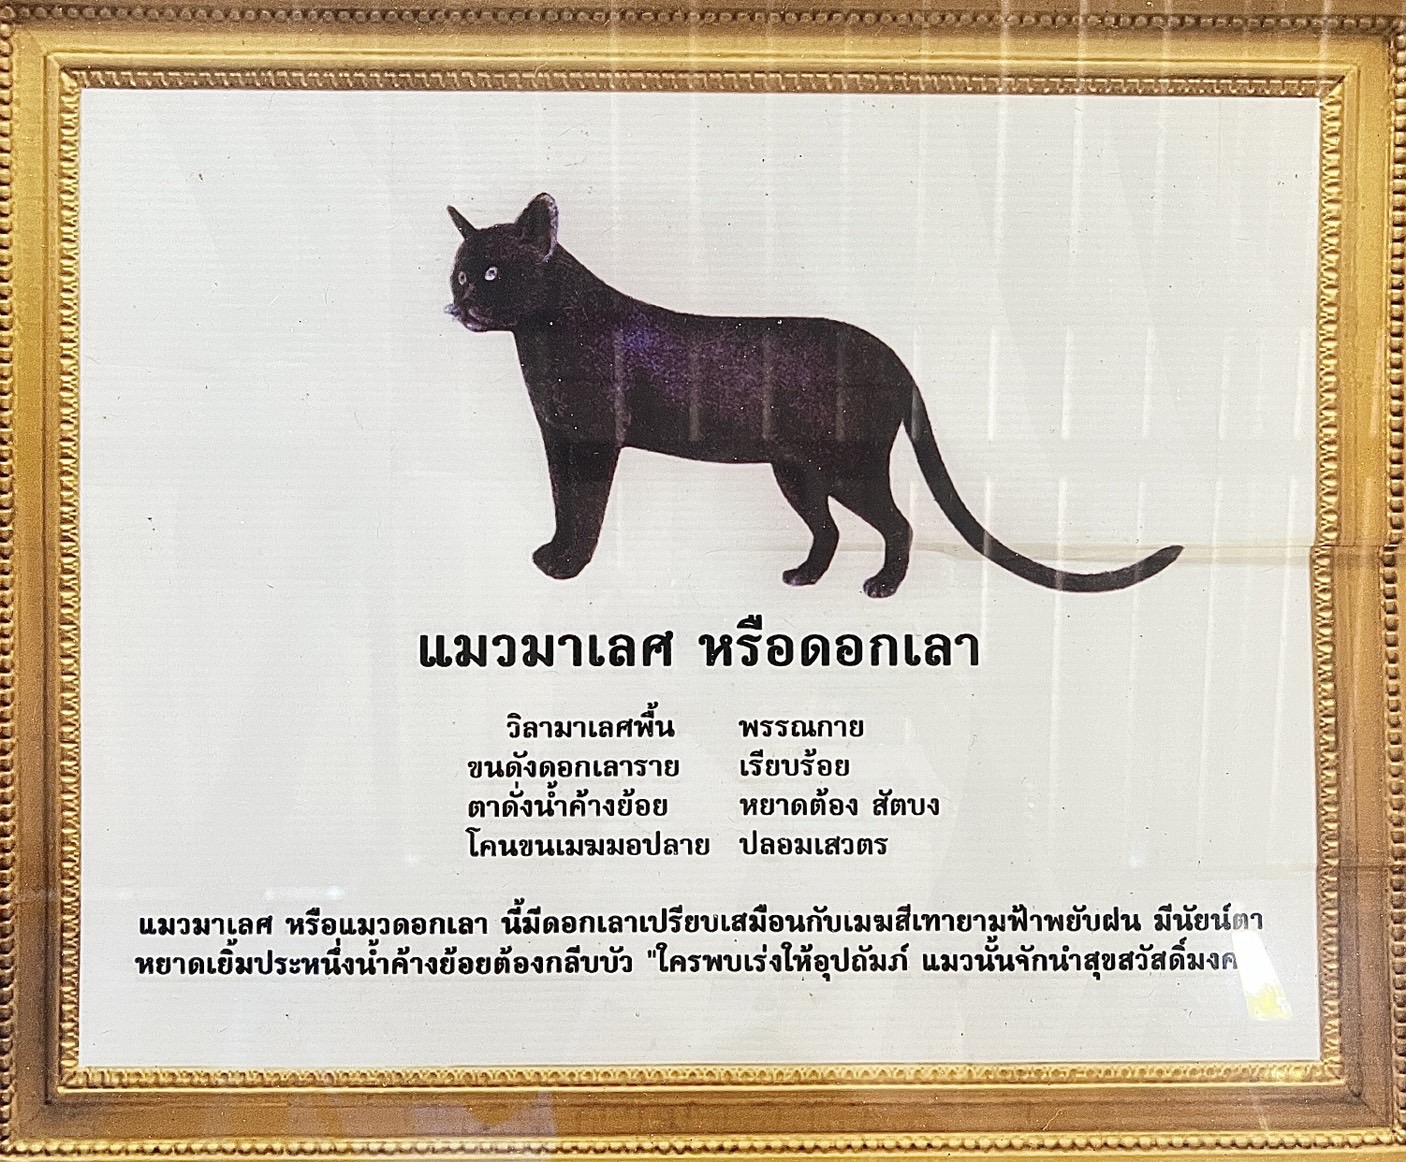 แมวมาเลศ หรือดอกเลา
วิลามาเลศพื้น พรรณกาย
ขนดังดอกเลาราย เรียบร้อย
ตาดั่งน้ำค้างย้อย หยาดต้อง สัตบง
โคนขนเมฆมอปลาย ปลอมเสวตร
แมวมาเลศ หรือแมวดอกเลา นี้มีดอกเลาเปรียบเสมือนกับเมฆสีเทายามฟ้าพยับฝน มีนัยน์ตา
หยาดเยิ้มประหนึ่งน้ำค้างย้อยต้องกลีบบัว "ใครพบเร่งให้อุปถัมภ์ แมวนั้นจักนำสุขสวัสดิ์มงค